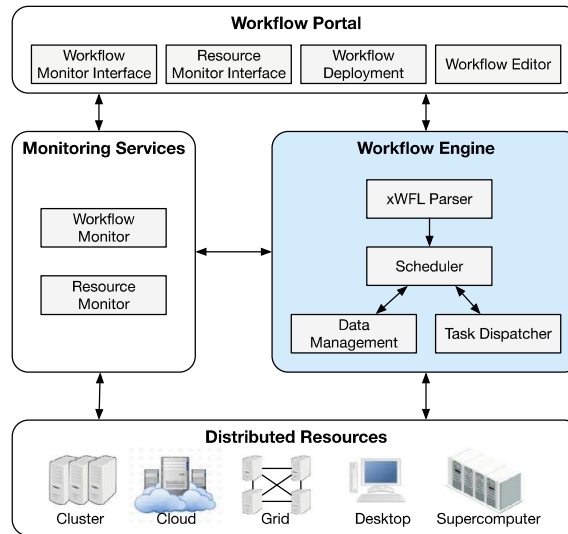 Workflow Portal
Workflow
Monitor Interface
Resource
Monitor Interface
Workflow
Deployment
Workflow Editor
Monitoring Services
Workflow
Monitor
Resource
Monitor
Workflow Engine
xWFL Parser
Scheduler
Data
Management
Task Dispatcher
Distributed Resources
Cluster
Cloud
Grid
Desktop
Supercomputer